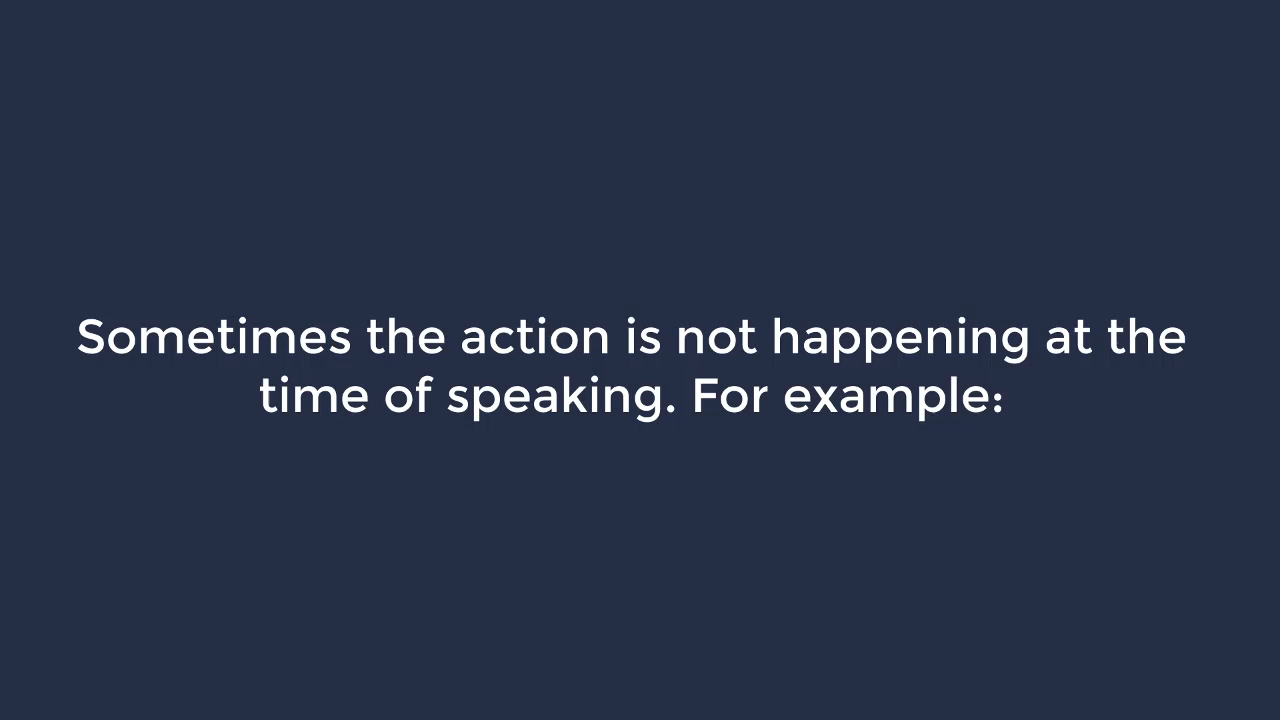 Sometimes the action is not happening at the
time of speaking. For example: